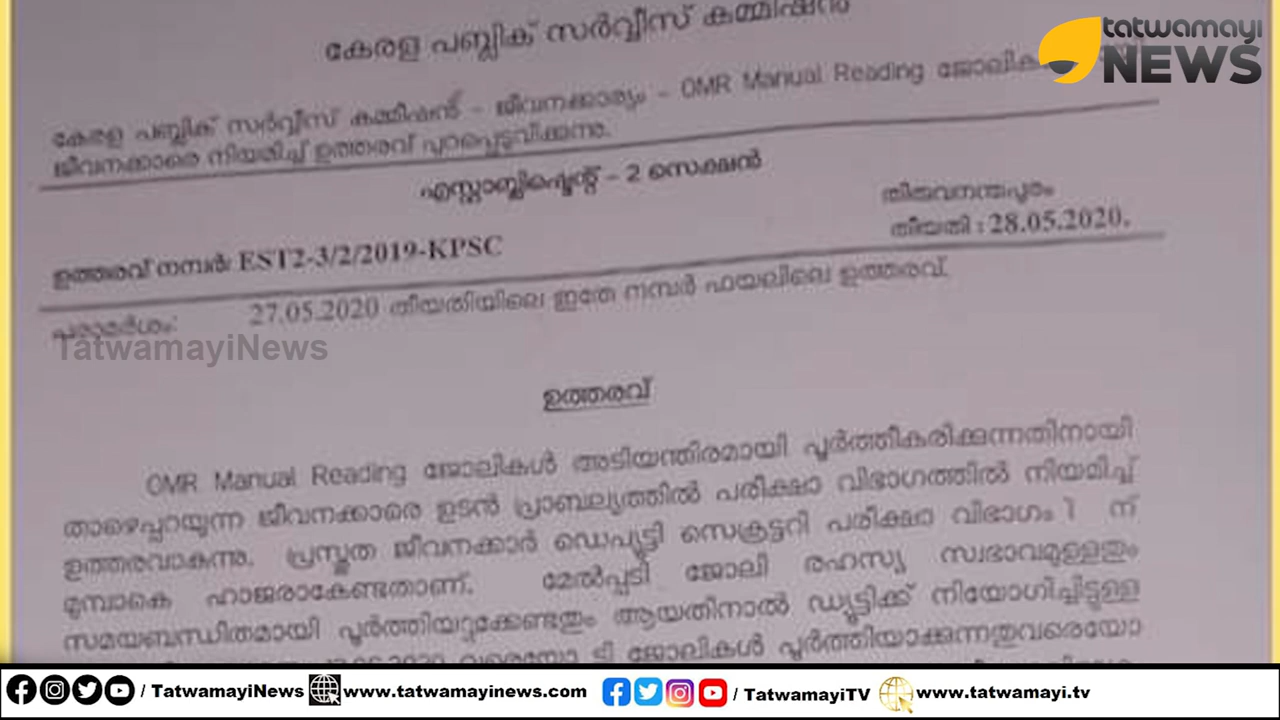 tatwamayi
NEWS
കേരള പബ്ലിക് സർവ്വീസ് കമ്മിഷൻ
കേരള പബ്ലിക് സർവ്വീസ് കമ്മിഷൻ – ജീവനക്കാര്യം – OMR Manual Reading
ജീവനക്കാരെ നിയമിച്ച് ഉത്തരവ് പുറപ്പെടുവിക്കുന്നു.
എസ്റ്റാബ്ലിഷ്മെന്റ് – 2 സെക്ഷൻ
തിരുവനന്തപുരം
തീയതി : 28.05.2020.
ഉത്തരവ് നമ്പർ: EST2-3/2/2019-KPSC
പരാമർശം: 27.05.2020 തീയതിയിലെ ഇതേ നമ്പർ ഫയലിലെ ഉത്തരവ്.
TatwamayiNews
ഉത്തരവ്
OMR Manual Reading ജോലികൾ അടിയന്തിരമായി പൂർത്തീകരിക്കുന്നതിനായി
താഴെപ്പറയുന്ന ജീവനക്കാരെ ഉടൻ പ്രാബല്യത്തിൽ പരീക്ഷാ വിഭാഗത്തിൽ നിയമിച്ച്
ഉത്തരവാകുന്നു. പ്രസ്തുത ജീവനക്കാർ ഡെപ്യൂട്ടി സെക്രട്ടറി പരീക്ഷാ വിഭാഗം 1 ന്
മുമ്പാകെ ഹാജരാകേണ്ടതാണ്. മേൽപ്പടി ജോലി രഹസ്യ സ്വഭാവമുള്ളതും
സമയബന്ധിതമായി പൂർത്തിയാക്കേണ്ടതും ആയതിനാൽ ഡ്യൂട്ടിക്ക് നിയോഗിച്ചിട്ടുള്ള
വരെയോ ടി ജോലികൾ പൂർത്തിയാക്കുന്നതുവരെയോ
/ TatwamayiNews www.tatwamayinews.com / TatwamayiTV www.tatwamayi.tv